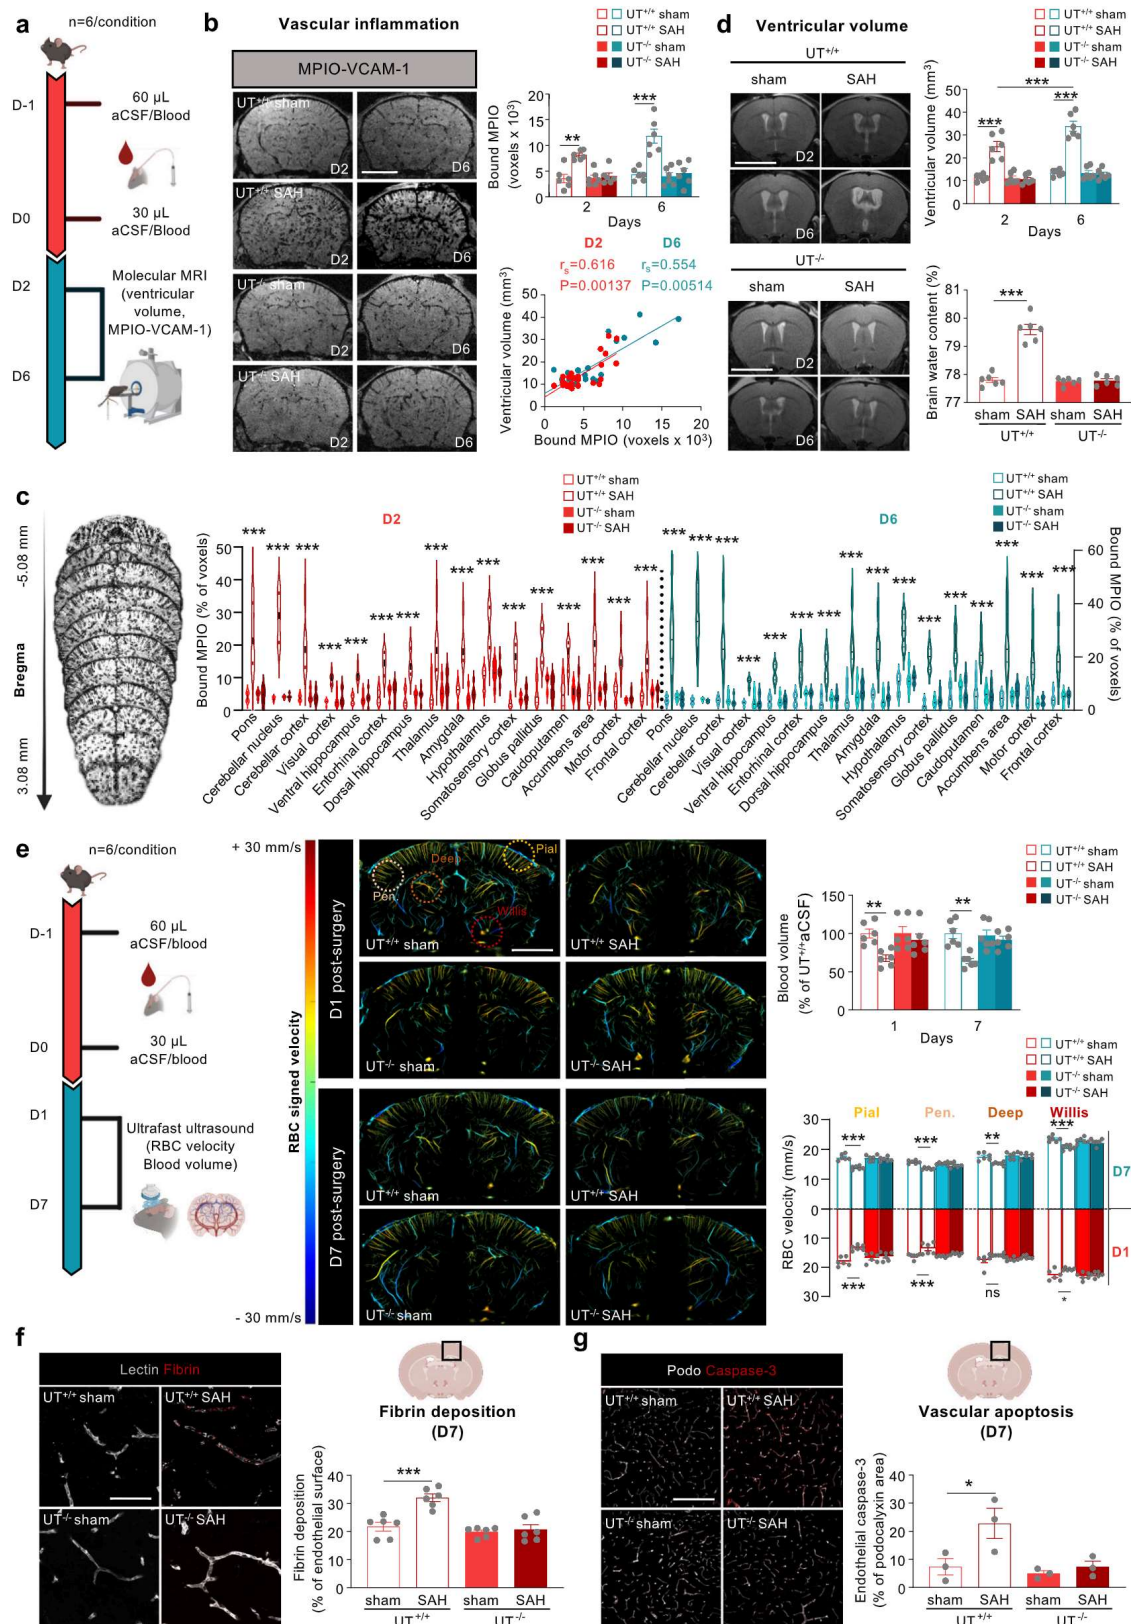 a
n=6/condition
D-1
60 µL
aCSF/Blood
D0
30 µL
aCSF/Blood
D2
Molecular MRI
(ventricular
volume,
MPIO-VCAM-1)
D6
b
Vascular inflammation
MPIO-VCAM-1
UT+/+ sham
D2
D6
UT+/+ SAH
D2
D6
UT-/- sham
D2
D6
UT-/- SAH
D2
D6
UT+/+ sham
UT+/+ SAH
UT-/- sham
UT-/- SAH
Bound MPIO
(voxels x 10³)
20
15
10
5
0
**
***
2
6
Days
D2
D6
rs=0.616
rs=0.554
P=0.00137
P=0.00514
Ventricular volume (mm³)
50
40
30
20
10
0
0
5
10
15
20
Bound MPIO (voxels x 10³)
d
Ventricular volume
UT+/+
sham
SAH
D2
D6
UT-/-
sham
SAH
D2
D6
UT+/+ sham
UT+/+ SAH
UT-/- sham
UT-/- SAH
Ventricular volume (mm³)
50
40
30
20
10
0
***
***
***
2
6
Days
Brain water content (%)
81
80
79
78
77
***
sham SAH sham SAH
UT+/+
UT-/-
c
-5.08 mm
Bregma
3.08 mm
D2
UT+/+ sham
UT+/+ SAH
UT-/- sham
UT-/- SAH
D6
UT+/+ sham
UT+/+ SAH
UT-/- sham
UT-/- SAH
Bound MPIO (% of voxels)
50
40
30
20
10
0
*** *** *** *** *** *** *** *** *** *** *** *** *** *** *** ***
*** *** *** *** *** *** *** *** *** *** *** *** *** *** *** ***
60
40
20
0
Bound MPIO
(% of voxels)
Pons
Cerebellar nucleus
Cerebellar cortex
Visual cortex
Ventral hippocampus
Entorhinal cortex
Dorsal hippocampus
Thalamus
Amygdala
Hypothalamus
Somatosensory cortex
Globus pallidus
Caudoputamen
Accumbens area
Motor cortex
Frontal cortex
Pons
Cerebellar nucleus
Cerebellar cortex
Visual cortex
Ventral hippocampus
Entorhinal cortex
Dorsal hippocampus
Thalamus
Amygdala
Hypothalamus
Somatosensory cortex
Globus pallidus
Caudoputamen
Accumbens area
Motor cortex
Frontal cortex
e
n=6/condition
D-1
60 µL
aCSF/blood
D0
30 µL
aCSF/blood
D1
Ultrafast ultrasound
(RBC velocity
Blood volume)
D7
+ 30 mm/s
RBC signed velocity
- 30 mm/s
D1 post-surgery
D7 post-surgery
Deep
Pial
Pen.
Willis
UT+/+ sham
UT+/+ SAH
UT-/- sham
UT-/- SAH
UT+/+ sham
UT+/+ SAH
UT-/- sham
UT-/- SAH
UT+/+ sham
UT+/+ SAH
UT-/- sham
UT-/- SAH
Blood volume
(% of UT+/+aCSF)
150
100
50
0
**
**
1
7
Days
UT+/+ sham
UT+/+ SAH
UT-/- sham
UT-/- SAH
Pial
Pen.
Deep
Willis
RBC velocity (mm/s)
30
20
10
0
10
20
30
***
***
**
***
***
***
ns
*
D7
D1
f
Lectin Fibrin
UT+/+ sham
UT+/+ SAH
UT-/- sham
UT-/- SAH
Fibrin deposition
(D7)
Fibrin deposition
(% of endothelial surface)
40
30
20
10
0
***
sham SAH sham SAH
UT+/+
UT-/-
g
Podo Caspase-3
UT+/+ sham
UT+/+ SAH
UT-/- sham
UT-/- SAH
Vascular apoptosis
(D7)
Endothelial caspase-3
(% of podocalyxin area)
40
30
20
10
0
*
sham SAH sham SAH
UT+/+
UT-/-